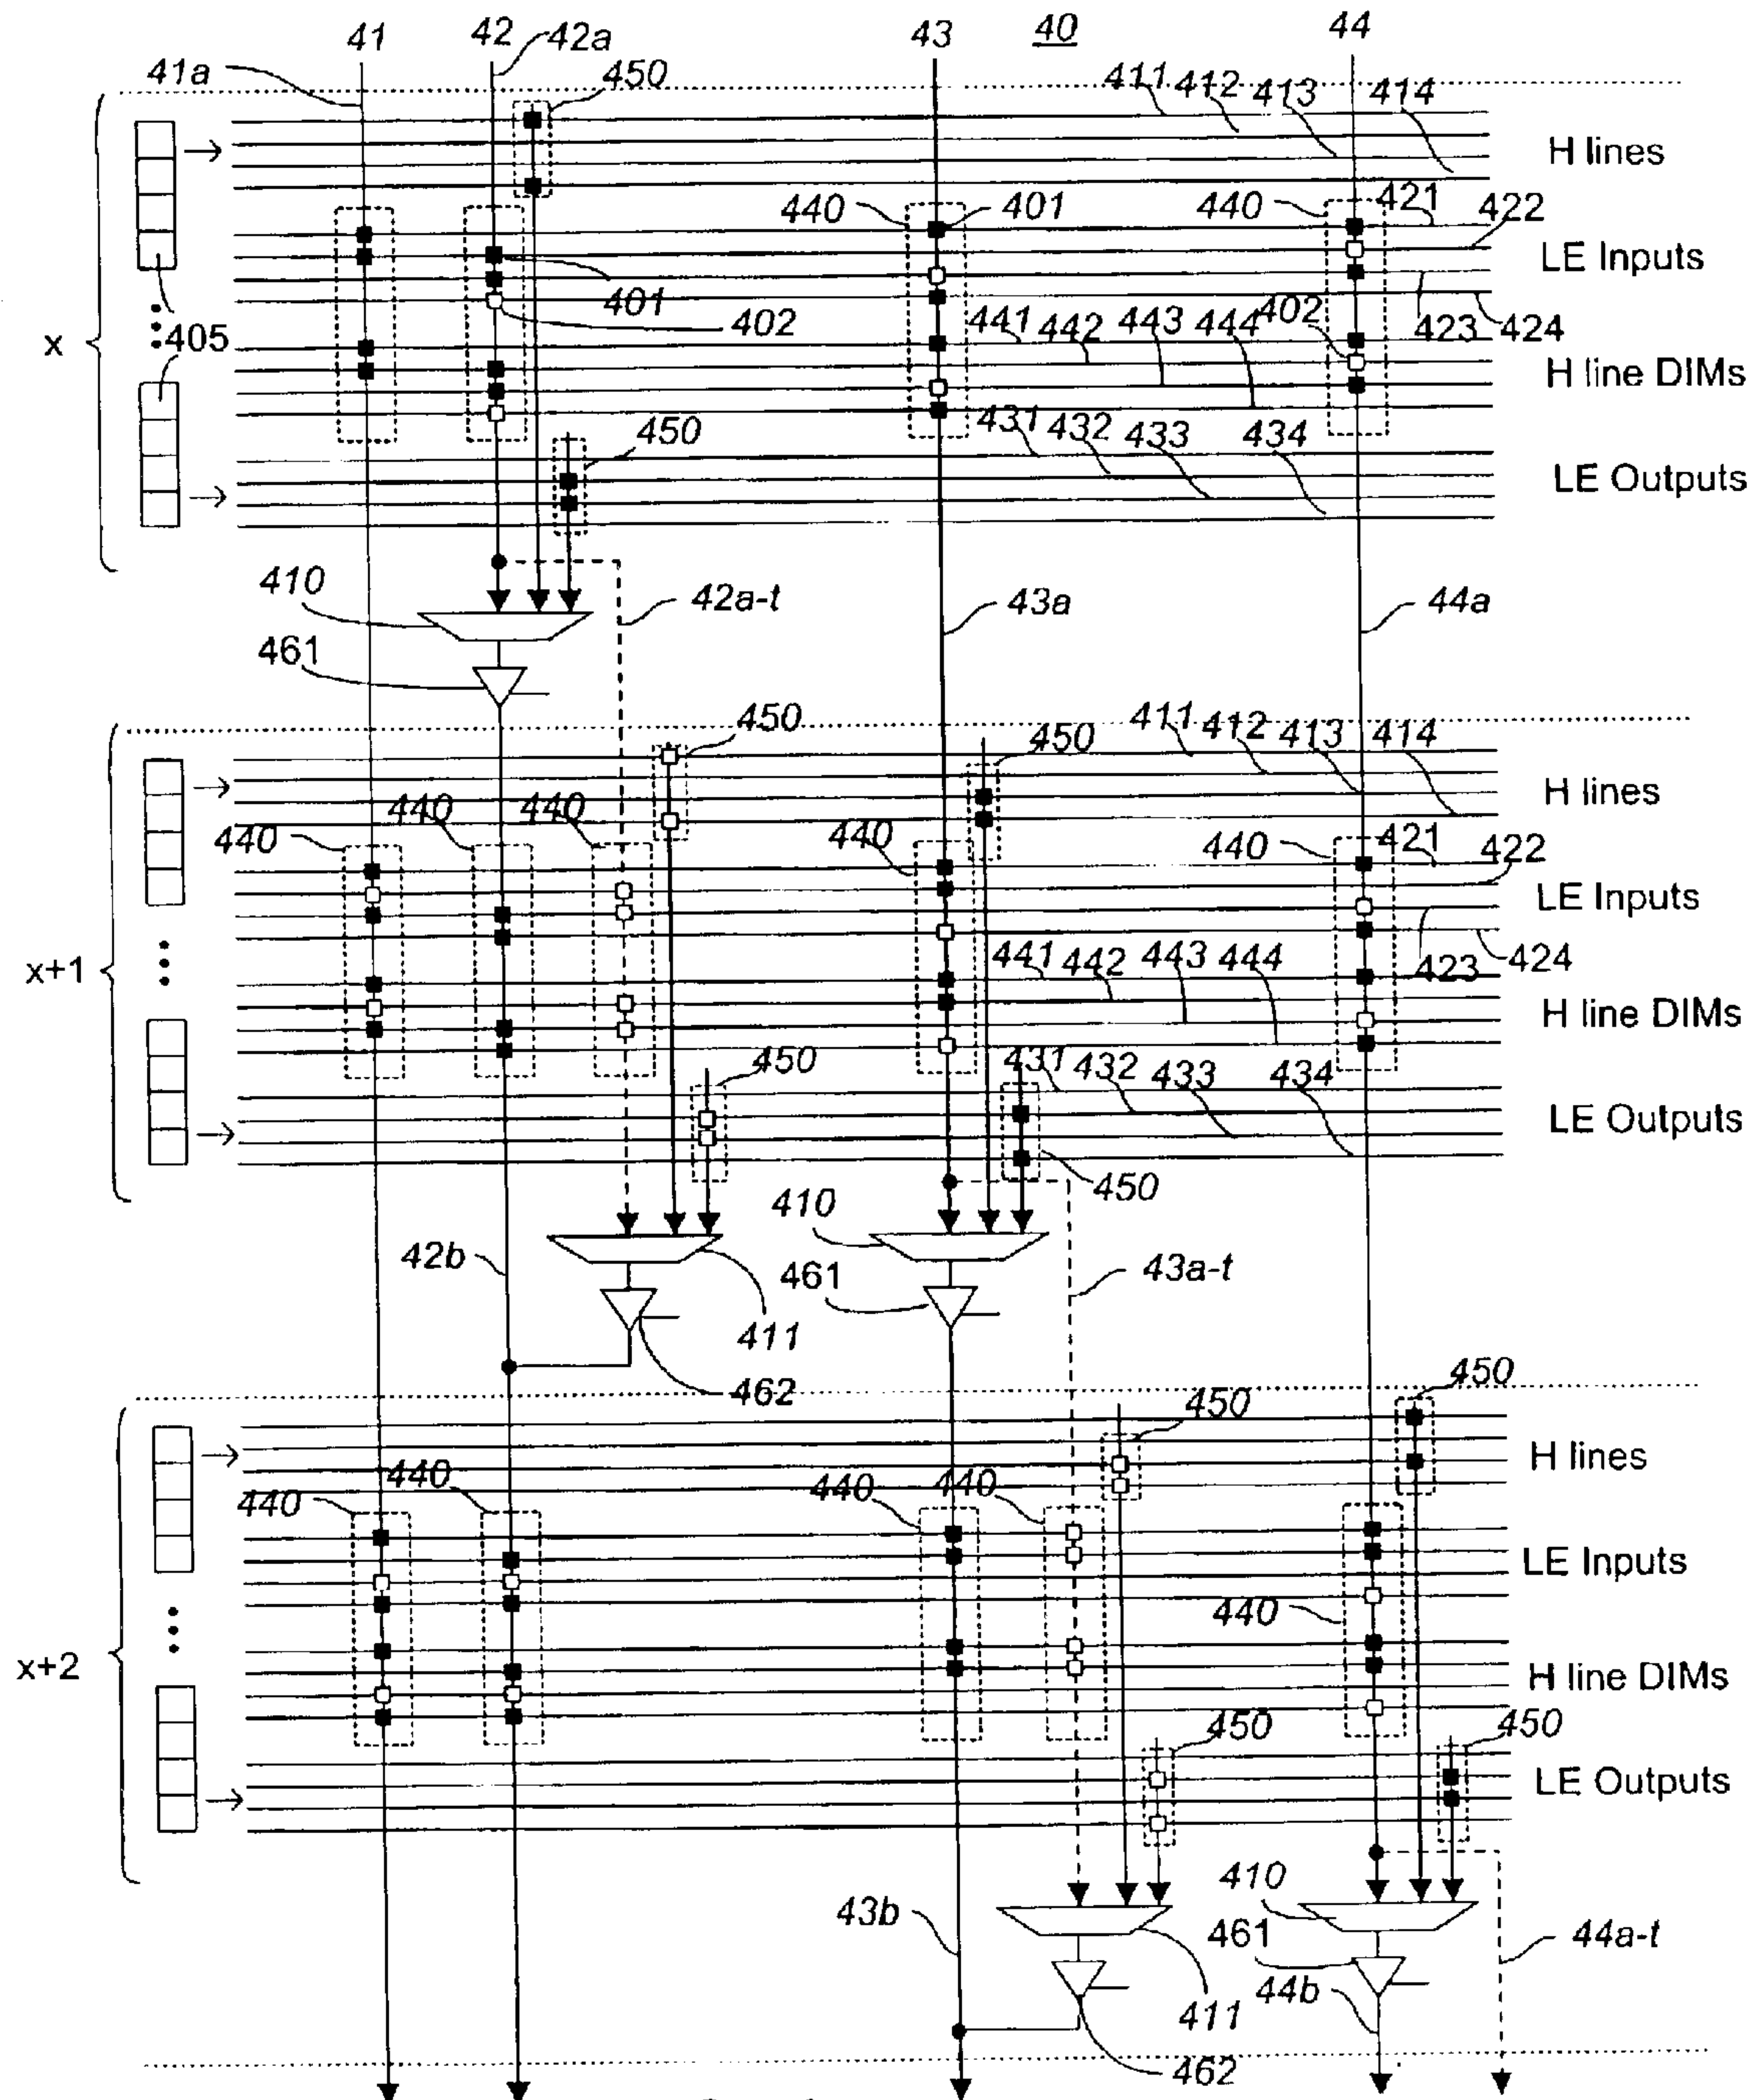 41 42 42a 43 40 44
41a 450 411 412 413 414
H lines
440 401 440 421 422
LE Inputs
401 402 423 424
x 405 441 442 443 444 402
H line DIMs
450 431 432 433 434
LE Outputs
410 42a-t 43a 44a
461
450 450 411 412 413 414
H lines
440 440 440 440 440 421 422
LE Inputs
x+1 441 442 443 444 423 424
H line DIMs
450 431 432 433 434
LE Outputs
410 450
42b 461 43a-t
411
462
450 450
H lines
440 440 440 440
LE Inputs
440
x+2
H line DIMs
450 450
LE Outputs
410
43b 461 44a-t
411 44b
462